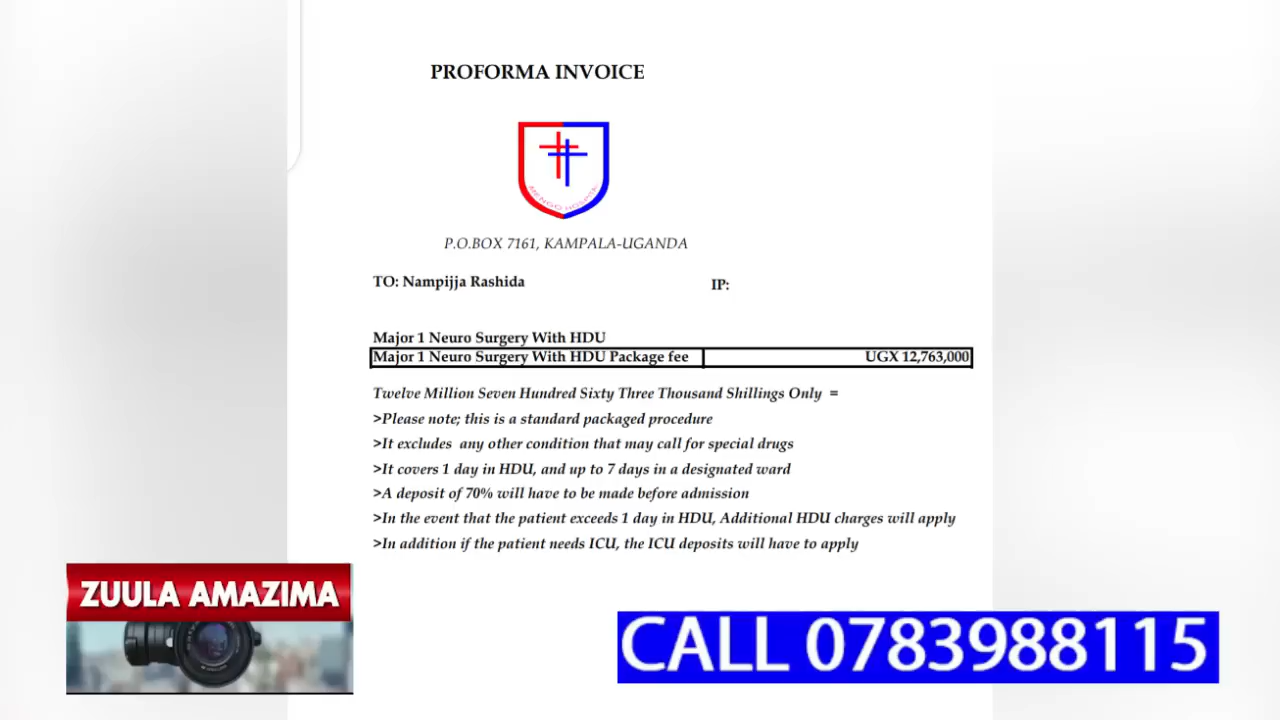 PROFORMA INVOICE
MENGO HOSPITAL
P.O.BOX 7161, KAMPALA-UGANDA
TO: Nampijja Rashida IP:
Major 1 Neuro Surgery With HDU
Major 1 Neuro Surgery With HDU Package fee UGX 12,763,000
Twelve Million Seven Hundred Sixty Three Thousand Shillings Only =
>Please note; this is a standard packaged procedure
>It excludes any other condition that may call for special drugs
>It covers 1 day in HDU, and up to 7 days in a designated ward
>A deposit of 70% will have to be made before admission
>In the event that the patient exceeds 1 day in HDU, Additional HDU charges will apply
>In addition if the patient needs ICU, the ICU deposits will have to apply
ZUULA AMAZIMA
CALL 0783988115